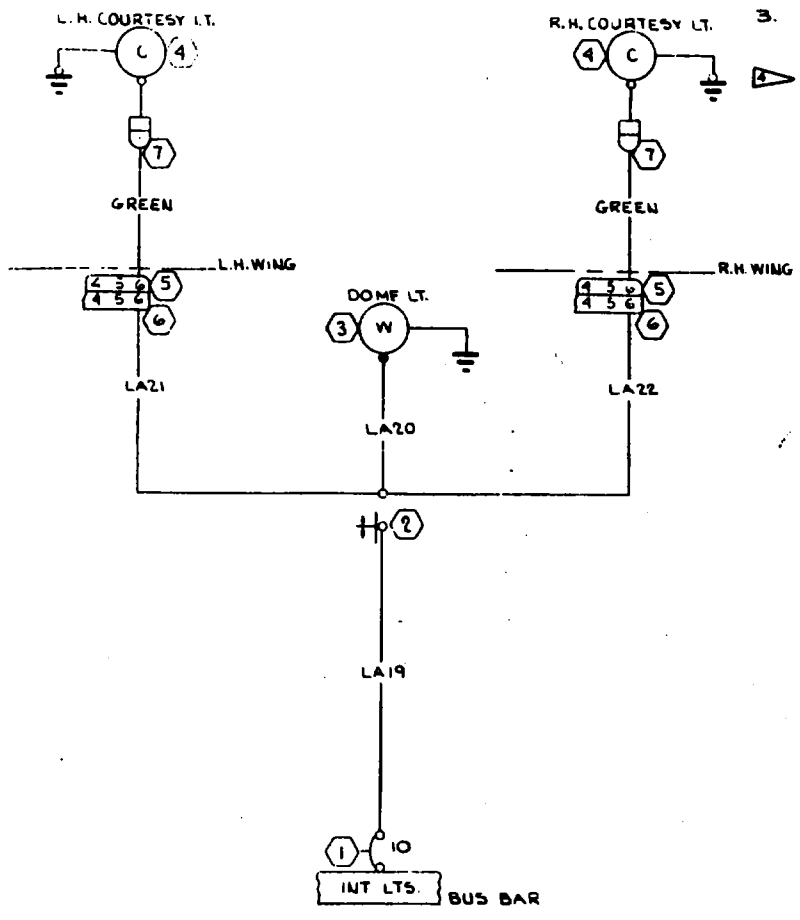 L.H. COURTESY LT.
R.H. COURTESY LT.
3.
C 4
4 C
4
7
7
GREEN
GREEN
L.H. WING
R.H. WING
4 5 6 5
4 5 6
6
4 5 6 5
4 5 6
6
DOME LT.
3 W
LA21
LA22
LA20
2
LA19
1 10
INT LTS. BUS BAR